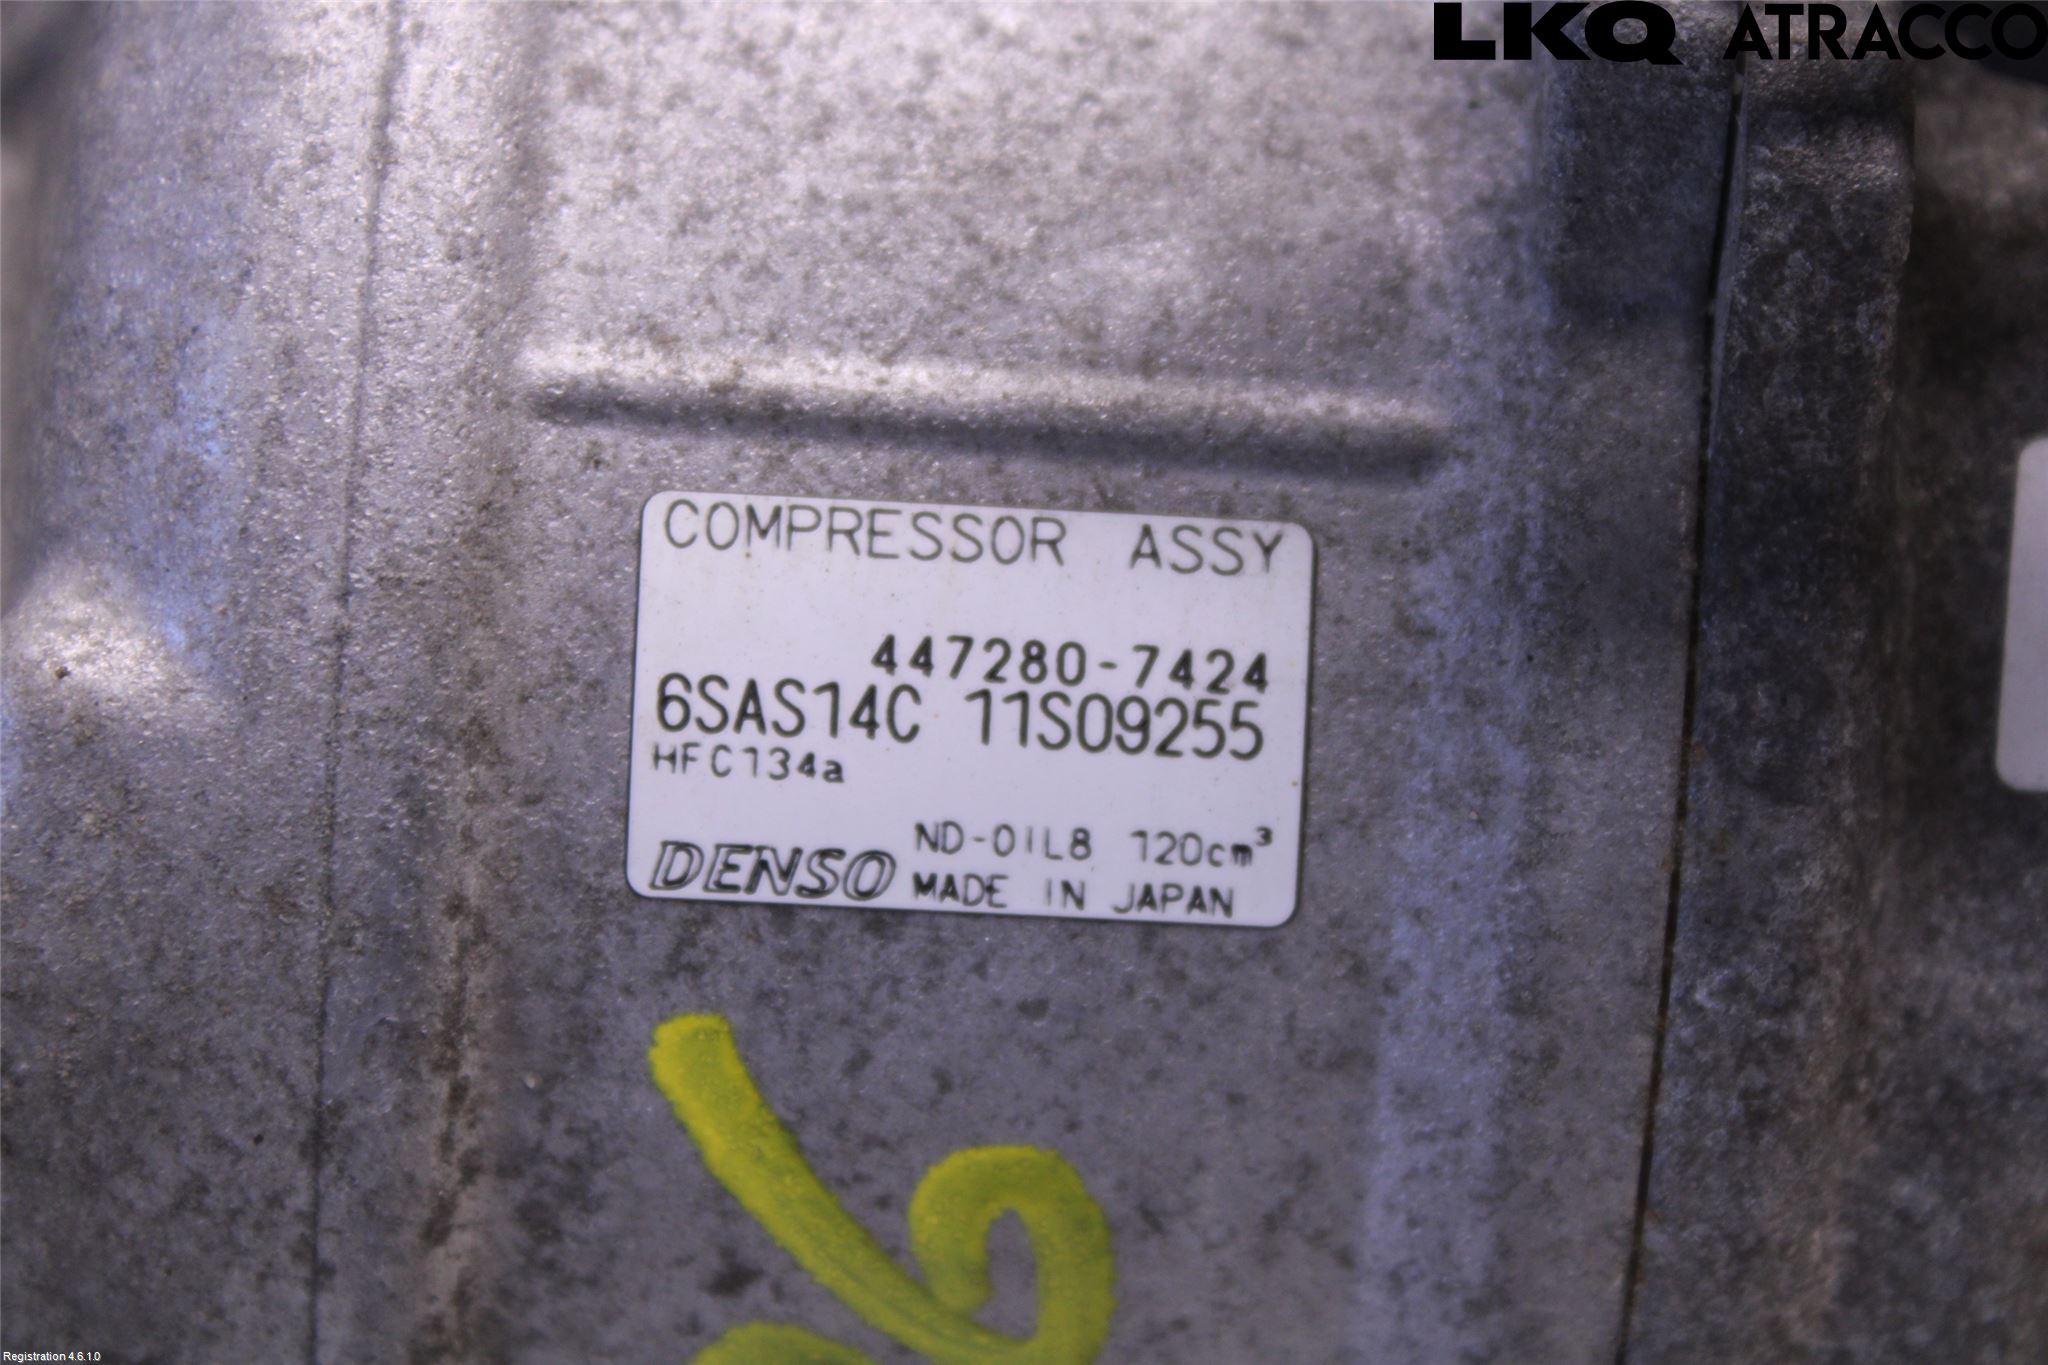 LKQ ATRACCO
COMPRESSOR ASSY
447280-7424
6SAS14C 11S09255
HFC134a
ND-OIL8 120cm³
DENSO MADE IN JAPAN
Registration 4.6.1.0